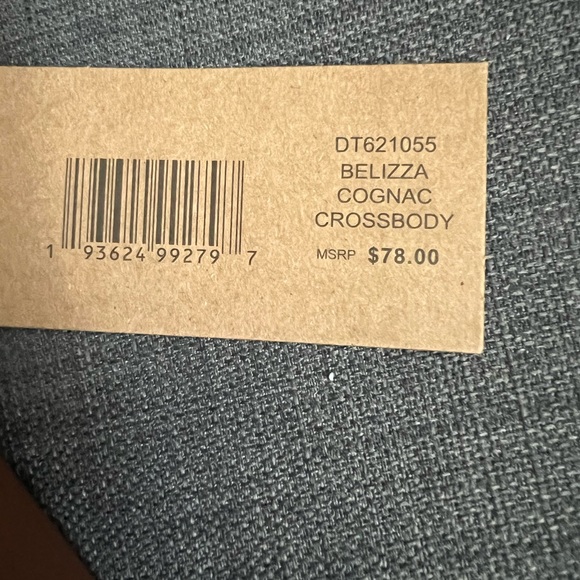 DT621055
BELIZZA
COGNAC
CROSSBODY
MSRP $78.00
1 93624 99279 7